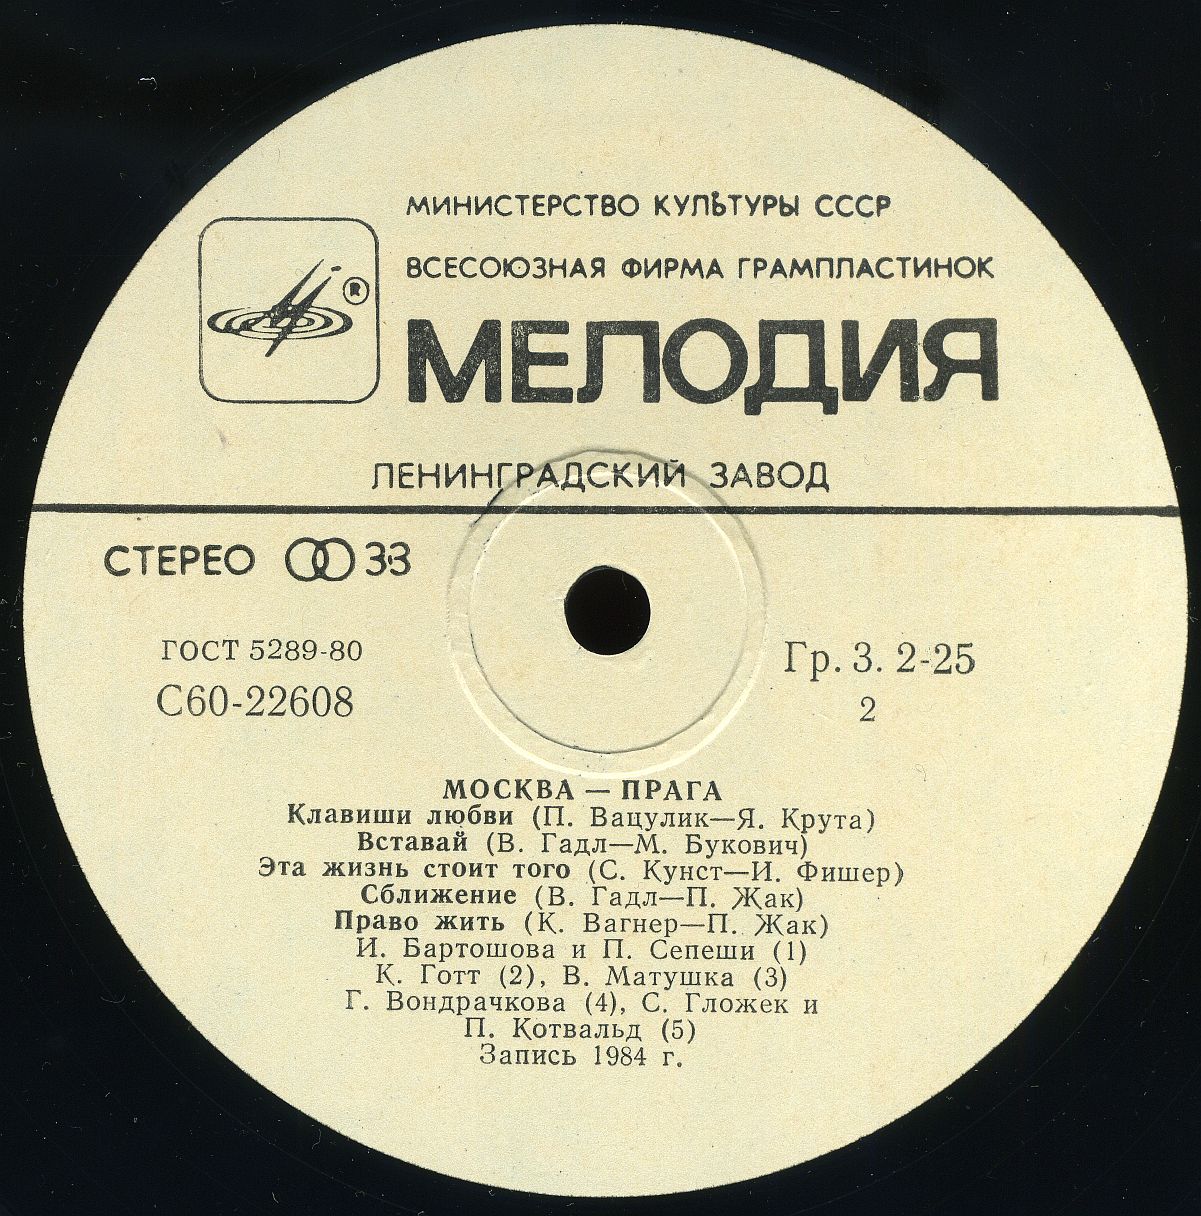 МИНИСТЕРСТВО КУЛЬТУРЫ СССР
ВСЕСОЮЗНАЯ ФИРМА ГРАМПЛАСТИНОК
®
МЕЛОДИЯ
ЛЕНИНГРАДСКИЙ ЗАВОД
СТЕРЕО 33
ГОСТ 5289-80
С60-22608
Гр. 3. 2-25
2
МОСКВА — ПРАГА
Клавиши любви (П. Вацулик—Я. Крута)
Вставай (В. Гадл—М. Букович)
Эта жизнь стоит того (С. Кунст—И. Фишер)
Сближение (В. Гадл—П. Жак)
Право жить (К. Вагнер—П. Жак)
И. Бартошова и П. Сепеши (1)
К. Готт (2), В. Матушка (3)
Г. Вондрачкова (4), С. Гложек и
П. Котвальд (5)
Запись 1984 г.